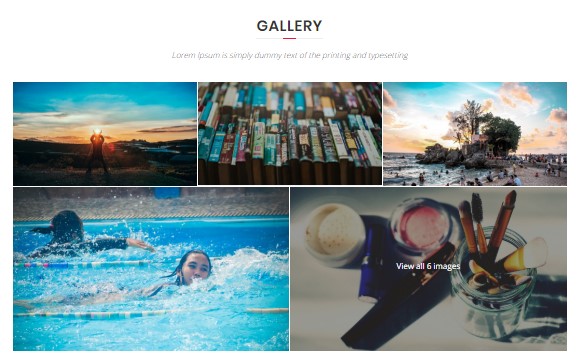 GALLERY
Lorem Ipsum is simply dummy text of the printing and typesetting
View all 6 images